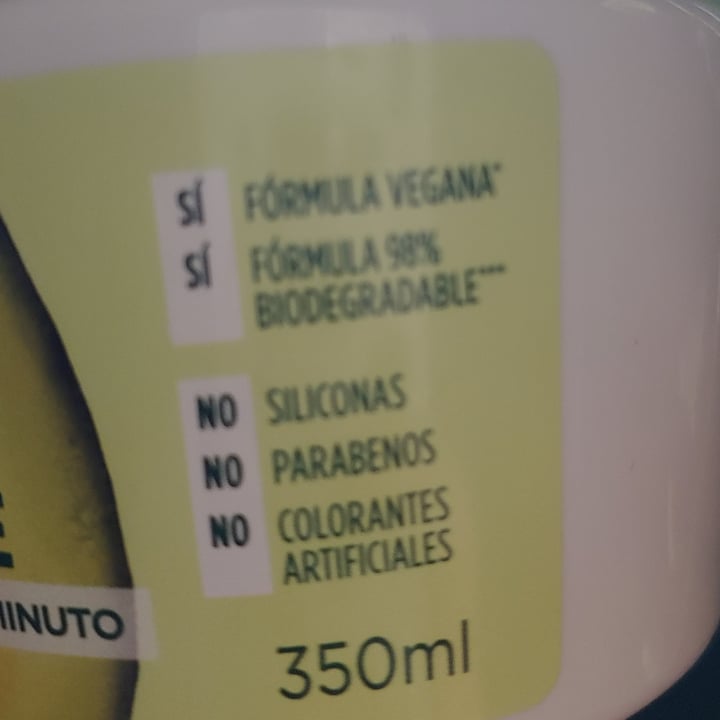 SÍ FÓRMULA VEGANA*
SÍ FÓRMULA 98%
BIODEGRADABLE***
NO SILICONAS
NO PARABENOS
NO COLORANTES
ARTIFICIALES
MINUTO
350ml